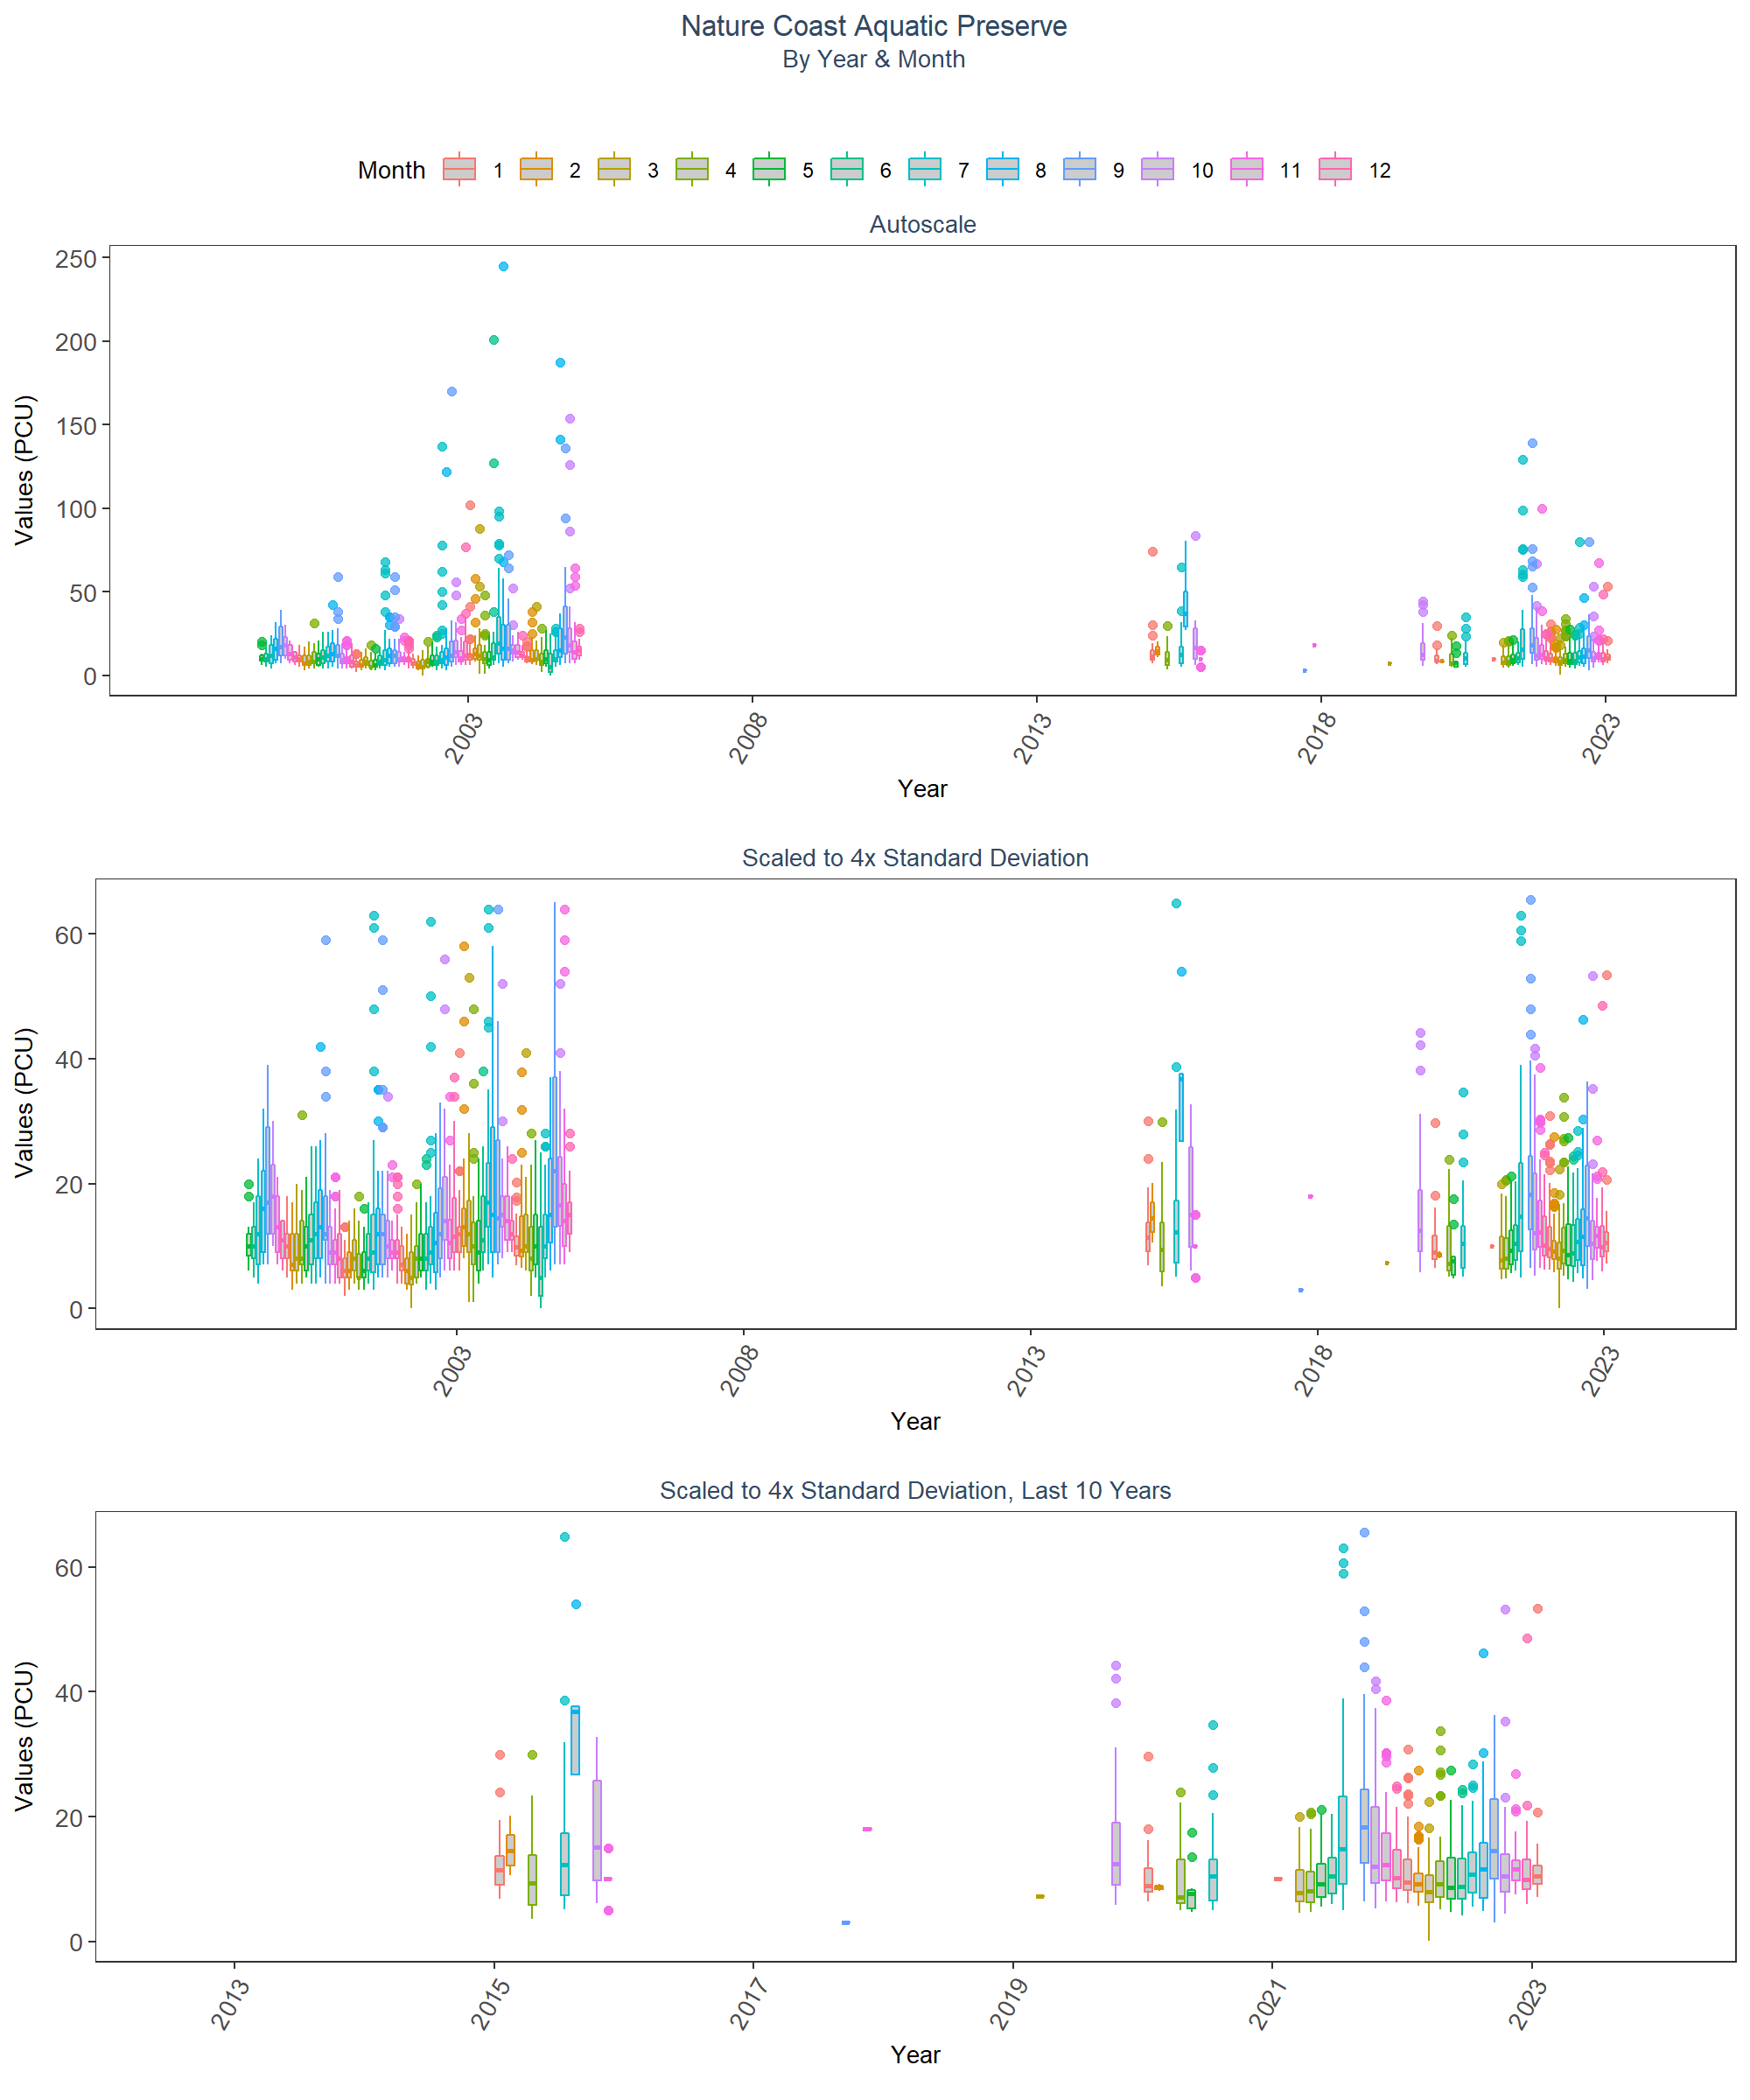 Nature Coast Aquatic Preserve
By Year & Month
Month 1 2 3 4 5 6 7 8 9 10 11 12
Autoscale
250
200
150
100
50
0
Values (PCU)
2003 2008 2013 2018 2023
Year
Scaled to 4x Standard Deviation
60
40
20
0
Values (PCU)
2003 2008 2013 2018 2023
Year
Scaled to 4x Standard Deviation, Last 10 Years
60
40
20
0
Values (PCU)
2013 2015 2017 2019 2021 2023
Year